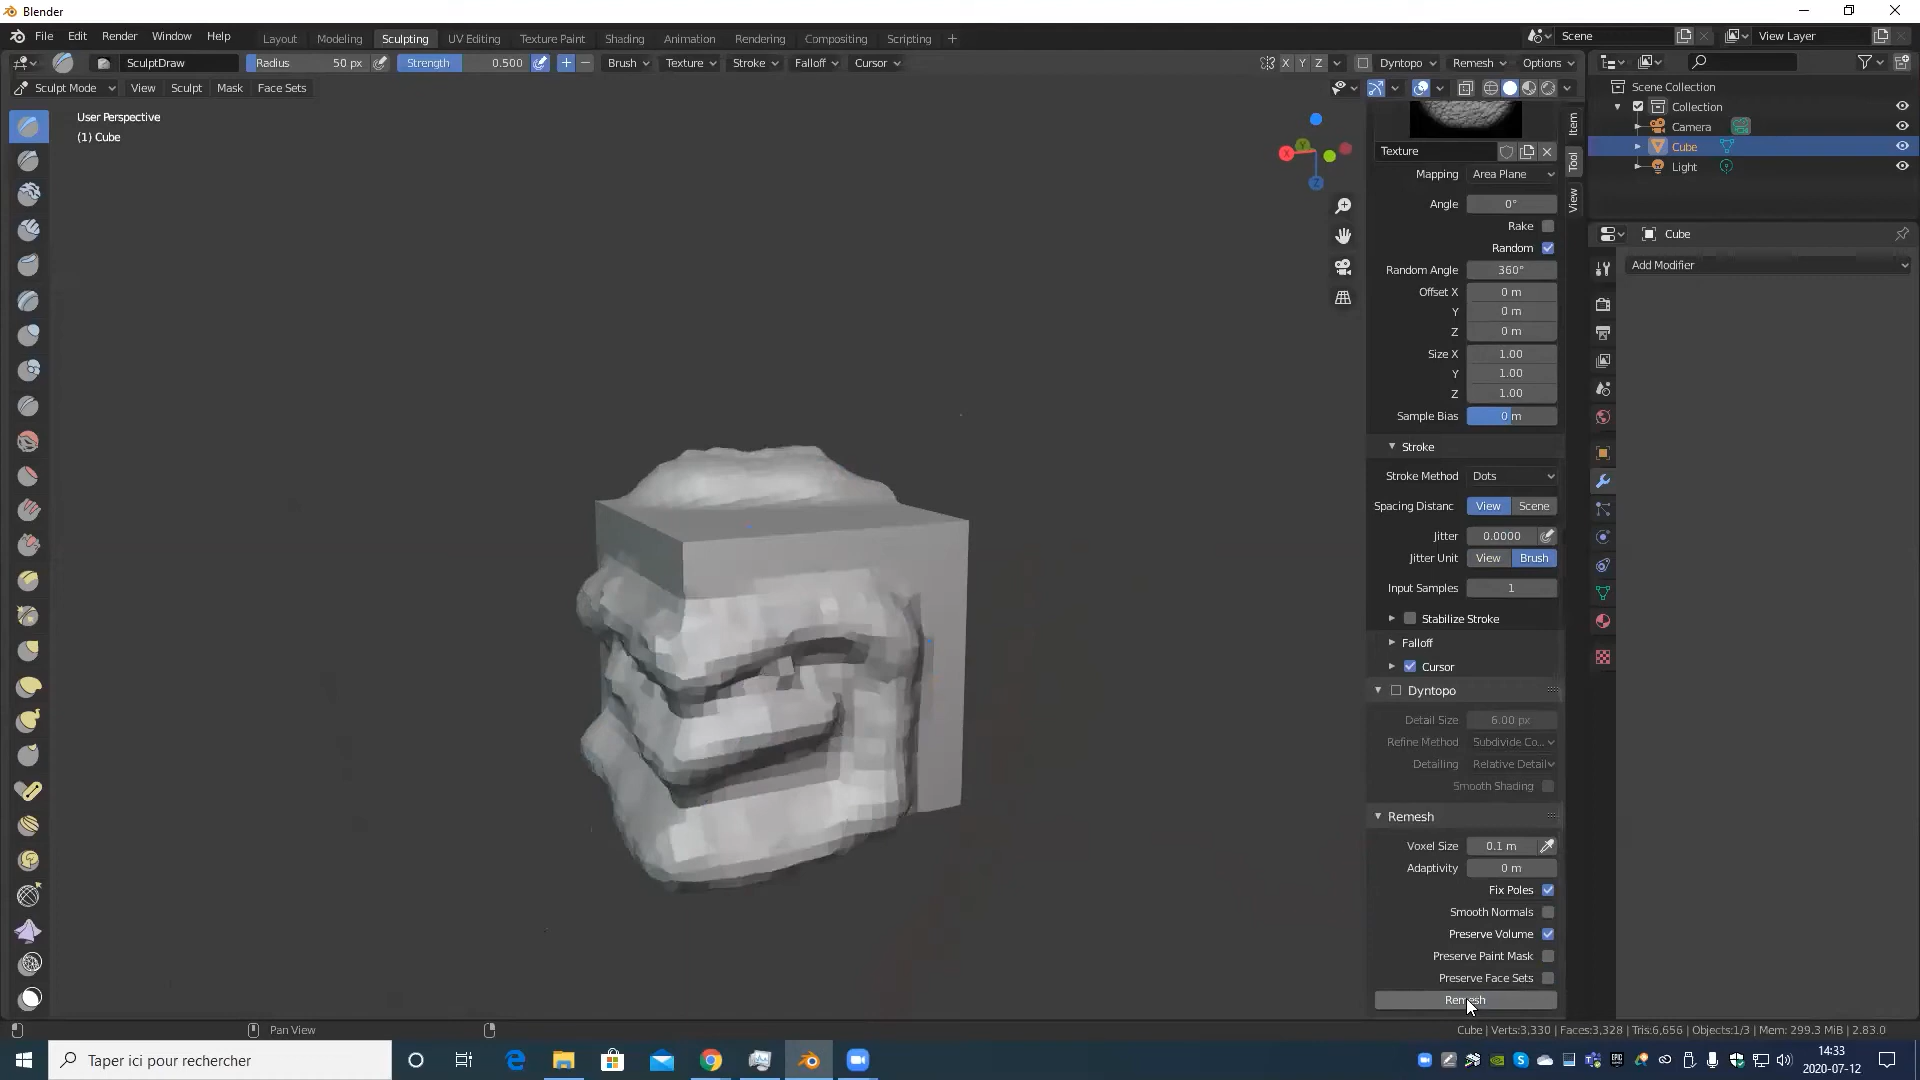 Blender
File Edit Render Window Help
Layout Modeling Sculpting UV Editing Texture Paint Shading Animation Rendering Compositing Scripting +
Scene
View Layer
SculptDraw
Radius 50 px
Strength 0.500
Brush Texture Stroke Falloff Cursor
X Y Z
Dyntopo Remesh Options
Sculpt Mode View Sculpt Mask Face Sets
User Perspective
(1) Cube
Item
Tool
View
Texture
Mapping Area Plane
Angle 0°
Rake
Random
Random Angle 360°
Offset X 0 m
Y 0 m
Z 0 m
Size X 1.00
Y 1.00
Z 1.00
Sample Bias 0 m
Stroke
Stroke Method Dots
Spacing Distanc View Scene
Jitter 0.0000
Jitter Unit View Brush
Input Samples 1
Stabilize Stroke
Falloff
Cursor
Dyntopo
Detail Size 6.00 px
Refine Method Subdivide Co...
Detailing Relative Detail
Smooth Shading
Remesh
Voxel Size 0.1 m
Adaptivity 0 m
Fix Poles
Smooth Normals
Preserve Volume
Preserve Paint Mask
Preserve Face Sets
Remesh
Scene Collection
Collection
Camera
Cube
Light
Cube
Add Modifier
Pan View
Cube | Verts:3,330 | Faces:3,328 | Tris:6,656 | Objects:1/3 | Mem: 299.3 MiB | 2.83.0
Taper ici pour rechercher
14:33
2020-07-12